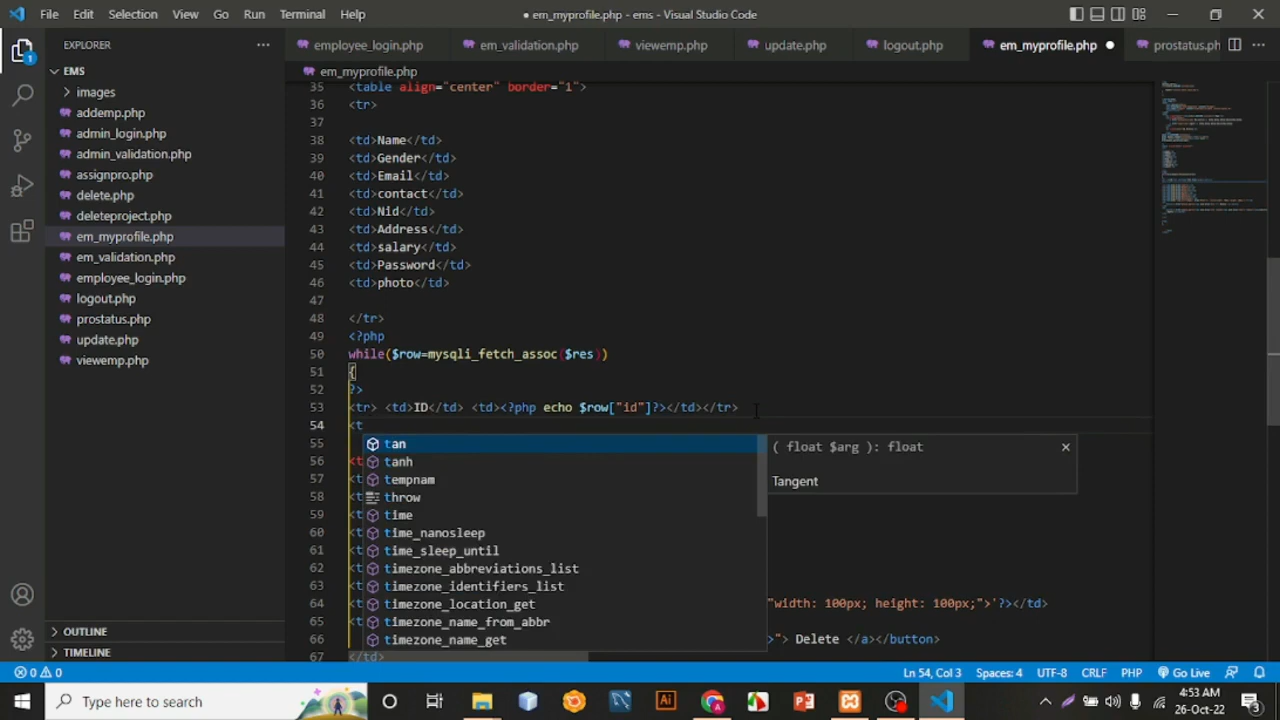 File Edit Selection View Go Run Terminal Help
● em_myprofile.php - ems - Visual Studio Code
EXPLORER
employee_login.php em_validation.php viewemp.php update.php logout.php em_myprofile.php ● prostatus.ph
em_myprofile.php
1
EMS
images
addemp.php
admin_login.php
admin_validation.php
assignpro.php
delete.php
deleteproject.php
em_myprofile.php
em_validation.php
employee_login.php
logout.php
prostatus.php
update.php
viewemp.php
OUTLINE
TIMELINE
35 <table align="center" border="1">
36 <tr>
37
38 <td>Name</td>
39 <td>Gender</td>
40 <td>Email</td>
41 <td>contact</td>
42 <td>Nid</td>
43 <td>Address</td>
44 <td>salary</td>
45 <td>Password</td>
46 <td>photo</td>
47
48 </tr>
49 <?php
50 while($row=mysqli_fetch_assoc($res))
51 {
52 ?>
53 <tr> <td>ID</td> <td><?php echo $row["id"]?></td></tr>
54 <t
55
56 <t
57 <t
58 <t
59 <t
60 <t
61 <t
62 <t
63 <t
64 <t "width: 100px; height: 100px;">'?></td>
65 <t
66 >"> Delete </a></button>
67 </td>
tan
tanh
tempnam
throw
time
time_nanosleep
time_sleep_until
timezone_abbreviations_list
timezone_identifiers_list
timezone_location_get
timezone_name_from_abbr
timezone_name_get
( float $arg ): float
Tangent
0 0 Ln 54, Col 3 Spaces: 4 UTF-8 CRLF PHP Go Live
Type here to search
Ai
4:53 AM
26-Oct-22
3